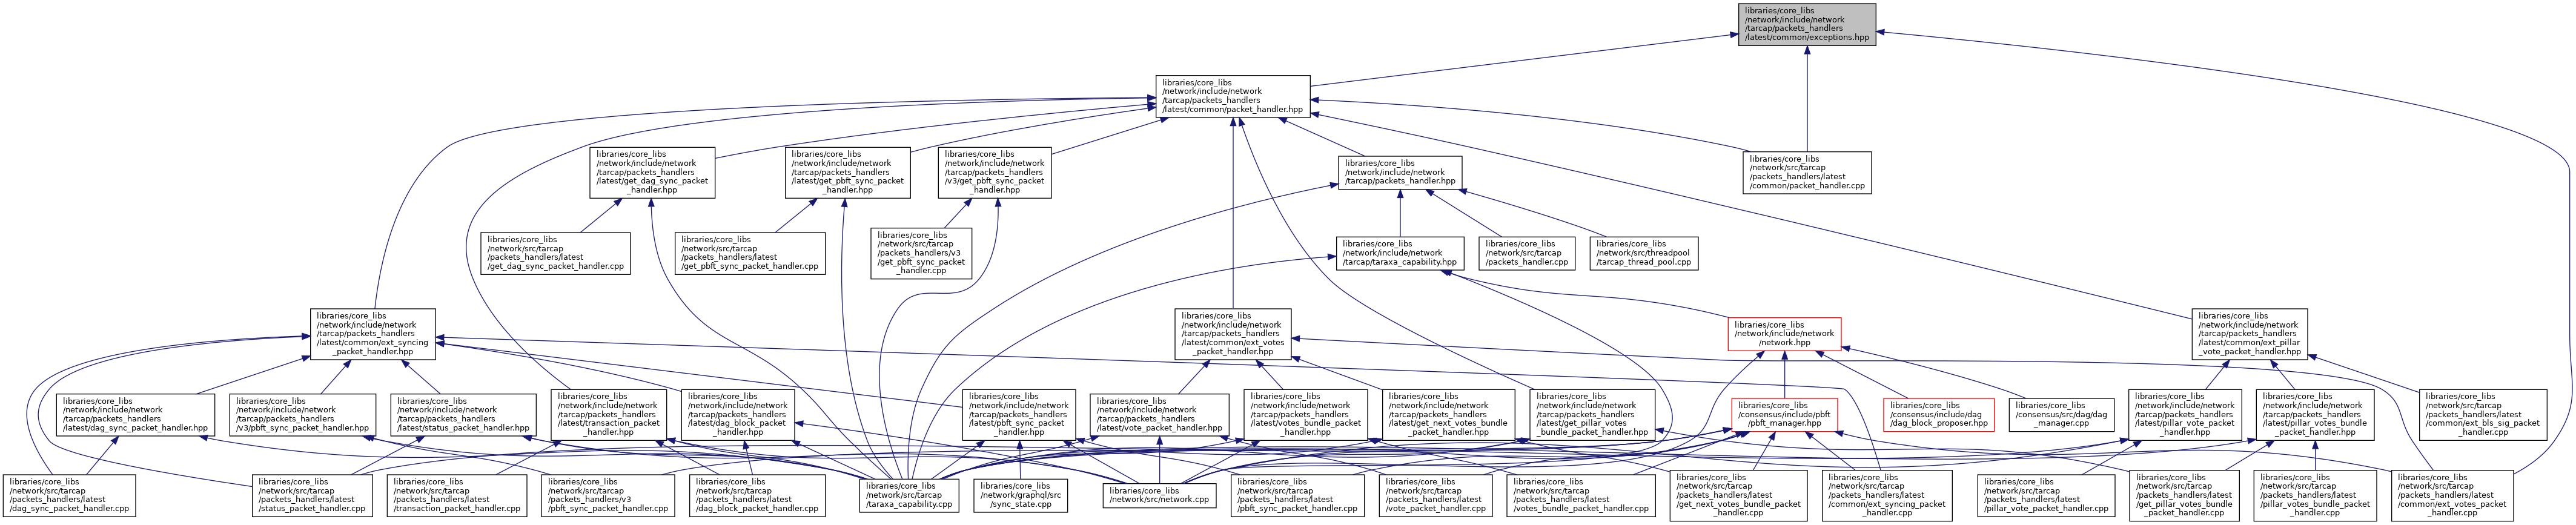 libraries/core_libs
/network/include/network
/tarcap/packets_handlers
/latest/common/exceptions.hpp
libraries/core_libs
/network/include/network
/tarcap/packets_handlers
/latest/common/packet_handler.hpp
libraries/core_libs
/network/include/network
/tarcap/packets_handlers
/latest/get_dag_sync_packet
_handler.hpp
libraries/core_libs
/network/include/network
/tarcap/packets_handlers
/latest/get_pbft_sync_packet
_handler.hpp
libraries/core_libs
/network/include/network
/tarcap/packets_handlers
/v3/get_pbft_sync_packet
_handler.hpp
libraries/core_libs
/network/include/network
/tarcap/packets_handler.hpp
libraries/core_libs
/network/src/tarcap
/packets_handlers/latest
/common/packet_handler.cpp
libraries/core_libs
/network/src/tarcap
/packets_handlers/latest
/get_dag_sync_packet_handler.cpp
libraries/core_libs
/network/src/tarcap
/packets_handlers/latest
/get_pbft_sync_packet_handler.cpp
libraries/core_libs
/network/src/tarcap
/packets_handlers/v3
/get_pbft_sync_packet
_handler.cpp
libraries/core_libs
/network/include/network
/tarcap/taraxa_capability.hpp
libraries/core_libs
/network/src/tarcap
/packets_handler.cpp
libraries/core_libs
/network/src/threadpool
/tarcap_thread_pool.cpp
libraries/core_libs
/network/include/network
/tarcap/packets_handlers
/latest/common/ext_syncing
_packet_handler.hpp
libraries/core_libs
/network/include/network
/tarcap/packets_handlers
/latest/common/ext_votes
_packet_handler.hpp
libraries/core_libs
/network/include/network
/network.hpp
libraries/core_libs
/network/include/network
/tarcap/packets_handlers
/latest/common/ext_pillar
_vote_packet_handler.hpp
libraries/core_libs
/network/include/network
/tarcap/packets_handlers
/latest/dag_sync_packet_handler.hpp
libraries/core_libs
/network/include/network
/tarcap/packets_handlers
/v3/pbft_sync_packet_handler.hpp
libraries/core_libs
/network/include/network
/tarcap/packets_handlers
/latest/status_packet_handler.hpp
libraries/core_libs
/network/include/network
/tarcap/packets_handlers
/latest/transaction_packet
_handler.hpp
libraries/core_libs
/network/include/network
/tarcap/packets_handlers
/latest/dag_block_packet
_handler.hpp
libraries/core_libs
/network/include/network
/tarcap/packets_handlers
/latest/pbft_sync_packet
_handler.hpp
libraries/core_libs
/network/include/network
/tarcap/packets_handlers
/latest/vote_packet_handler.hpp
libraries/core_libs
/network/include/network
/tarcap/packets_handlers
/latest/votes_bundle_packet
_handler.hpp
libraries/core_libs
/network/include/network
/tarcap/packets_handlers
/latest/get_next_votes_bundle
_packet_handler.hpp
libraries/core_libs
/network/include/network
/tarcap/packets_handlers
/latest/get_pillar_votes
_bundle_packet_handler.hpp
libraries/core_libs
/consensus/include/pbft
/pbft_manager.hpp
libraries/core_libs
/consensus/include/dag
/dag_block_proposer.hpp
libraries/core_libs
/consensus/src/dag/dag
_manager.cpp
libraries/core_libs
/network/include/network
/tarcap/packets_handlers
/latest/pillar_vote_packet
_handler.hpp
libraries/core_libs
/network/include/network
/tarcap/packets_handlers
/latest/pillar_votes_bundle
_packet_handler.hpp
libraries/core_libs
/network/src/tarcap
/packets_handlers/latest
/common/ext_bls_sig_packet
_handler.cpp
libraries/core_libs
/network/src/tarcap
/packets_handlers/latest
/dag_sync_packet_handler.cpp
libraries/core_libs
/network/src/tarcap
/packets_handlers/latest
/status_packet_handler.cpp
libraries/core_libs
/network/src/tarcap
/packets_handlers/latest
/transaction_packet_handler.cpp
libraries/core_libs
/network/src/tarcap
/packets_handlers/v3
/pbft_sync_packet_handler.cpp
libraries/core_libs
/network/src/tarcap
/packets_handlers/latest
/dag_block_packet_handler.cpp
libraries/core_libs
/network/src/tarcap
/taraxa_capability.cpp
libraries/core_libs
/network/graphql/src
/sync_state.cpp
libraries/core_libs
/network/src/network.cpp
libraries/core_libs
/network/src/tarcap
/packets_handlers/latest
/pbft_sync_packet_handler.cpp
libraries/core_libs
/network/src/tarcap
/packets_handlers/latest
/vote_packet_handler.cpp
libraries/core_libs
/network/src/tarcap
/packets_handlers/latest
/votes_bundle_packet_handler.cpp
libraries/core_libs
/network/src/tarcap
/packets_handlers/latest
/get_next_votes_bundle_packet
_handler.cpp
libraries/core_libs
/network/src/tarcap
/packets_handlers/latest
/common/ext_syncing_packet
_handler.cpp
libraries/core_libs
/network/src/tarcap
/packets_handlers/latest
/pillar_vote_packet_handler.cpp
libraries/core_libs
/network/src/tarcap
/packets_handlers/latest
/get_pillar_votes_bundle
_packet_handler.cpp
libraries/core_libs
/network/src/tarcap
/packets_handlers/latest
/pillar_votes_bundle_packet
_handler.cpp
libraries/core_libs
/network/src/tarcap
/packets_handlers/latest
/common/ext_votes_packet
_handler.cpp